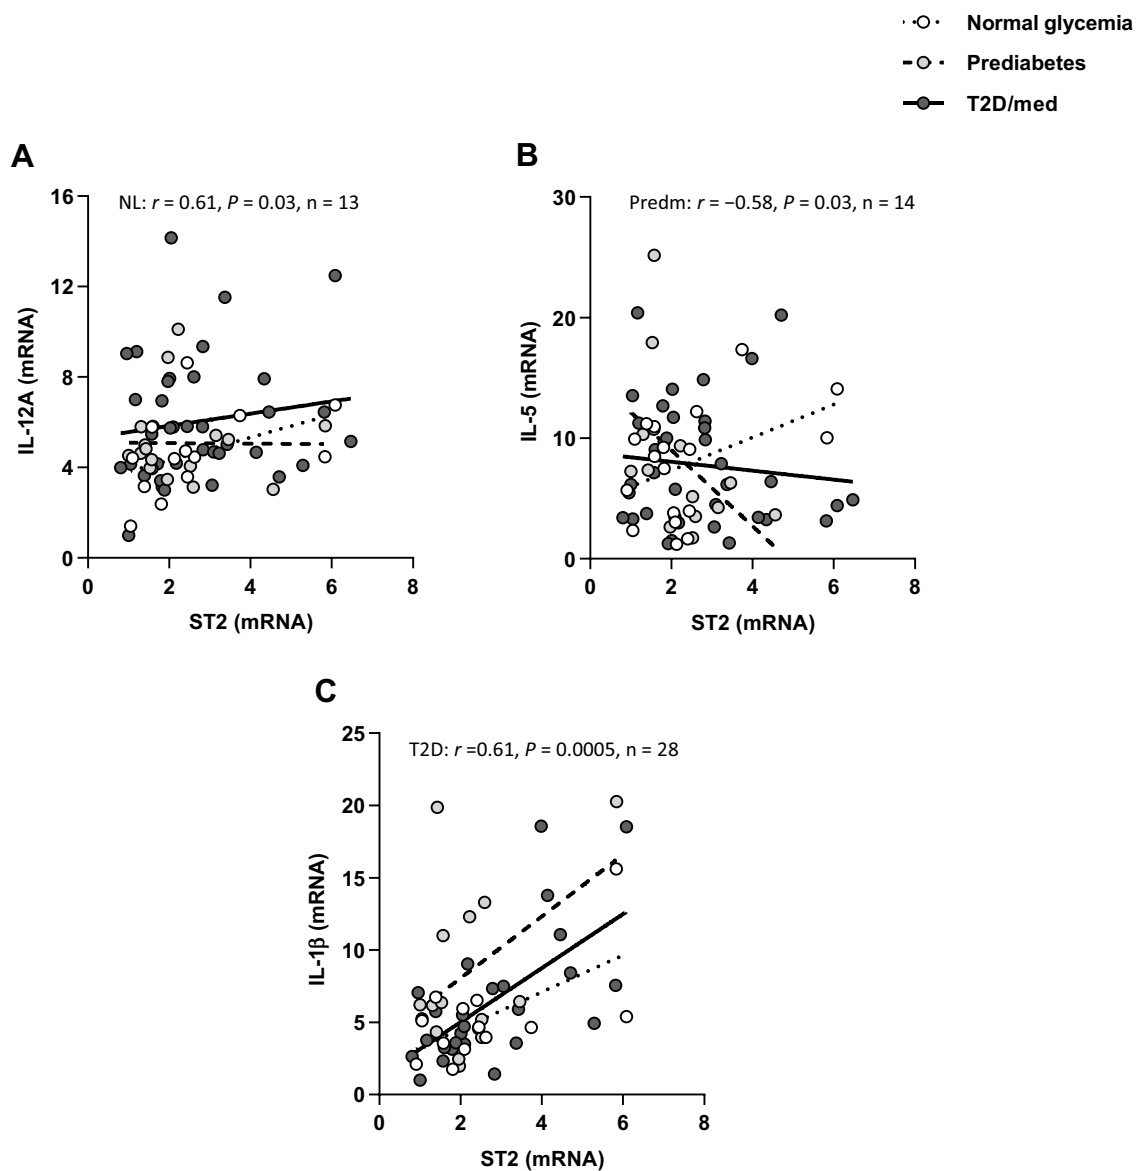 Normal glycemia
Prediabetes
T2D/med
A
NL: r = 0.61, P = 0.03, n = 13
16
12
8
4
0
IL-12A (mRNA)
0 2 4 6 8
ST2 (mRNA)
B
Predm: r = −0.58, P = 0.03, n = 14
30
20
10
0
IL-5 (mRNA)
0 2 4 6 8
ST2 (mRNA)
C
T2D: r =0.61, P = 0.0005, n = 28
25
20
15
10
5
0
IL-1β (mRNA)
0 2 4 6 8
ST2 (mRNA)